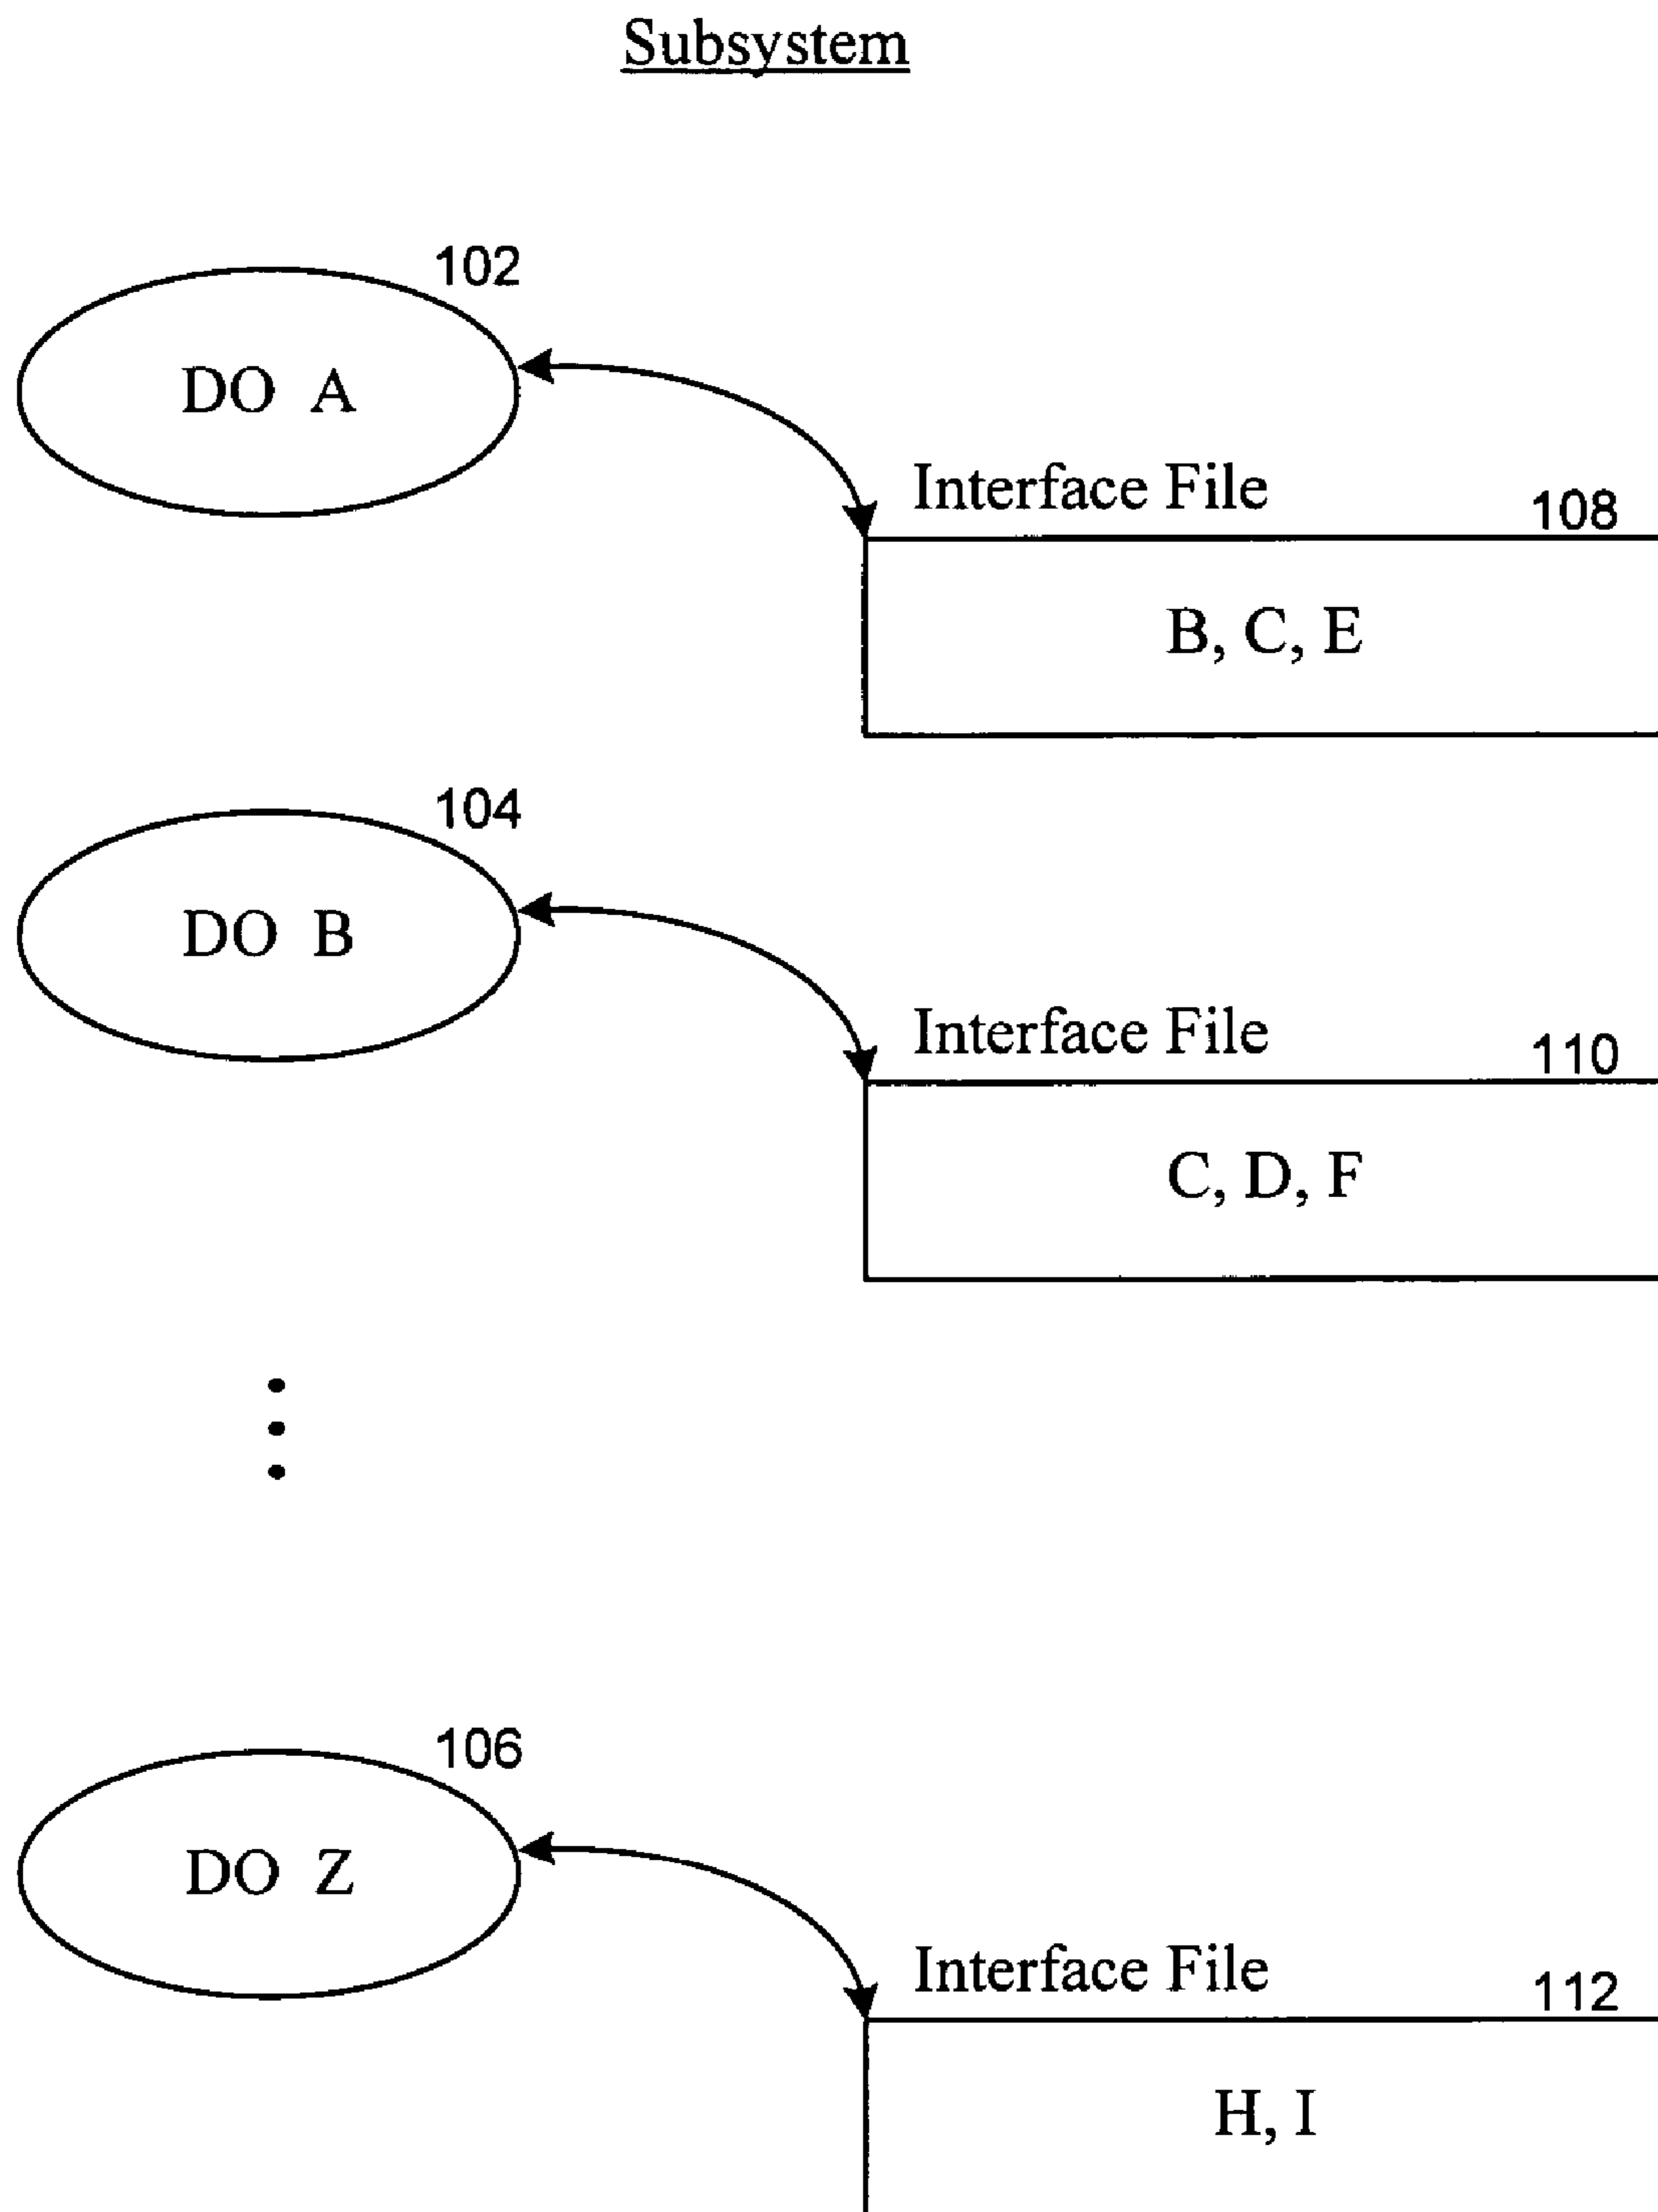 Subsystem
102
DO A
Interface File
108
B, C, E
104
DO B
Interface File
110
C, D, F
106
DO Z
Interface File
112
H, I